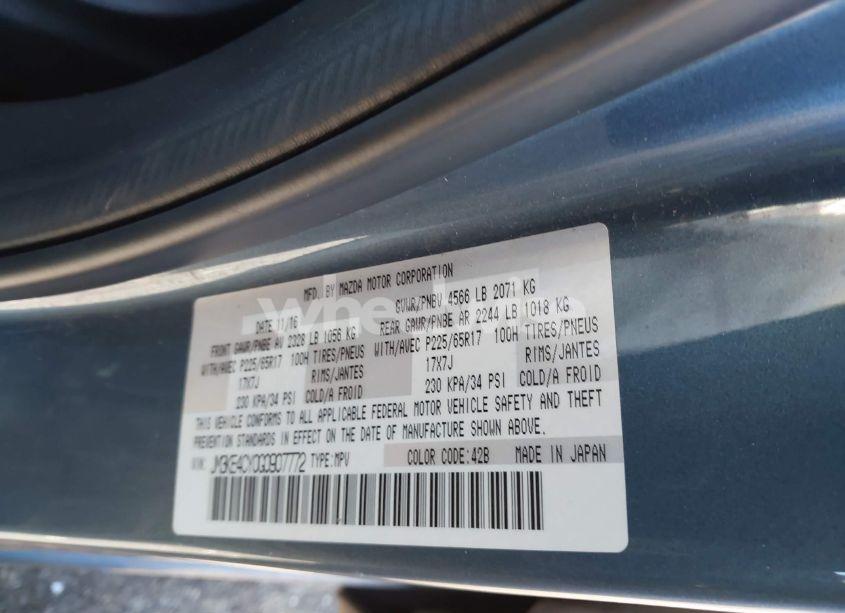 MFD. BY MAZDA MOTOR CORPORATION
DATE 11/16 GVWR/PNBV 4566 LB 2071 KG
FRONT GAWR/PNBE AV 2328 LB 1056 KG REAR GAWR/PNBE AR 2244 LB 1018 KG
WITH/AVEC P225/65R17 100H TIRES/PNEUS WITH/AVEC P225/65R17 100H TIRES/PNEUS
17X7J RIMS/JANTES 17X7J RIMS/JANTES
230 KPA/34 PSI COLD/A FROID 230 KPA/34 PSI COLD/A FROID
THIS VEHICLE CONFORMS TO ALL APPLICABLE FEDERAL MOTOR VEHICLE SAFETY AND THEFT
PREVENTION STANDARDS IN EFFECT ON THE DATE OF MANUFACTURE SHOWN ABOVE.
VIN: JM3KE4CY0G0907772 TYPE:MPV COLOR CODE:42B MADE IN JAPAN